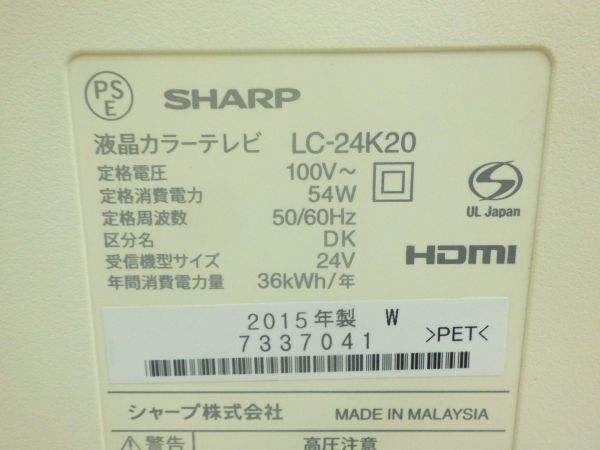 PSE SHARP
液晶カラーテレビ LC-24K20
定格電圧 100V～
定格消費電力 54W
定格周波数 50/60Hz
区分名 DK
受信機型サイズ 24V
年間消費電力量 36kWh/年
UL Japan
HDMI
2015年製 W
7337041 >PET<
シャープ株式会社 MADE IN MALAYSIA
警告 高圧注意